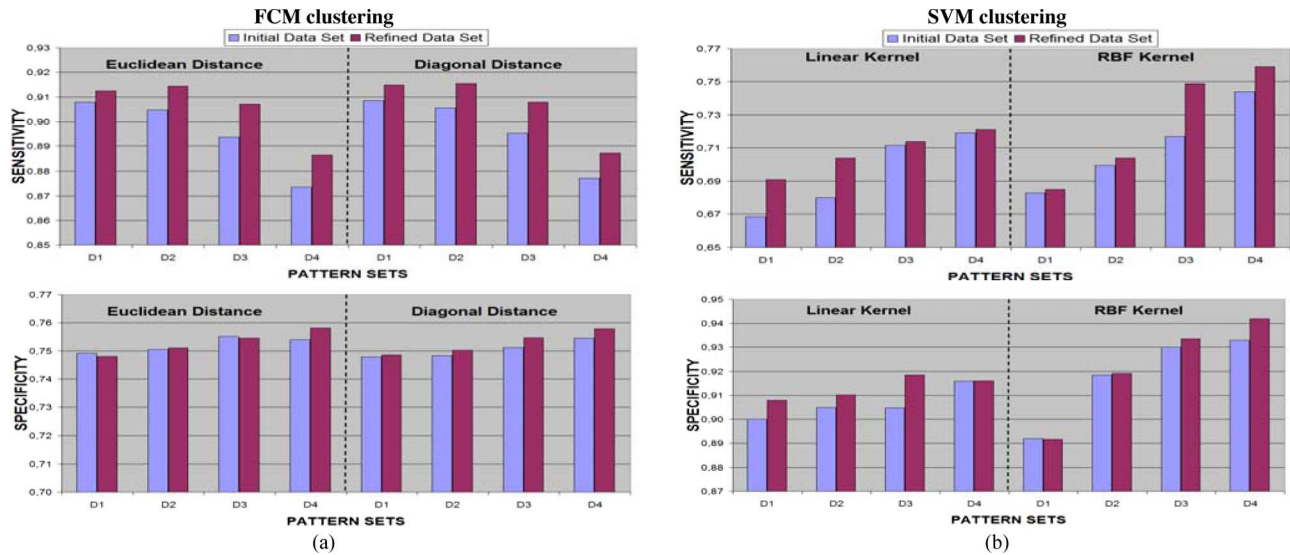 FCM clustering
Initial Data Set Refined Data Set
0,93
0,92
0,91
0,90
0,89
0,88
0,87
0,86
0,85
SENSITIVITY
Euclidean Distance Diagonal Distance
D1 D2 D3 D4 D1 D2 D3 D4
PATTERN SETS
0,77
0,76
0,75
0,74
0,73
0,72
0,71
0,70
SPECIFICITY
Euclidean Distance Diagonal Distance
D1 D2 D3 D4 D1 D2 D3 D4
PATTERN SETS
(a)
SVM clustering
Initial Data Set Refined Data Set
0,77
0,75
0,73
0,71
0,69
0,67
0,65
SENSITIVITY
Linear Kernel RBF Kernel
D1 D2 D3 D4 D1 D2 D3 D4
PATTERN SETS
0,95
0,94
0,93
0,92
0,91
0,90
0,89
0,88
0,87
SPECIFICITY
Linear Kernel RBF Kernel
D1 D2 D3 D4 D1 D2 D3 D4
PATTERN SETS
(b)